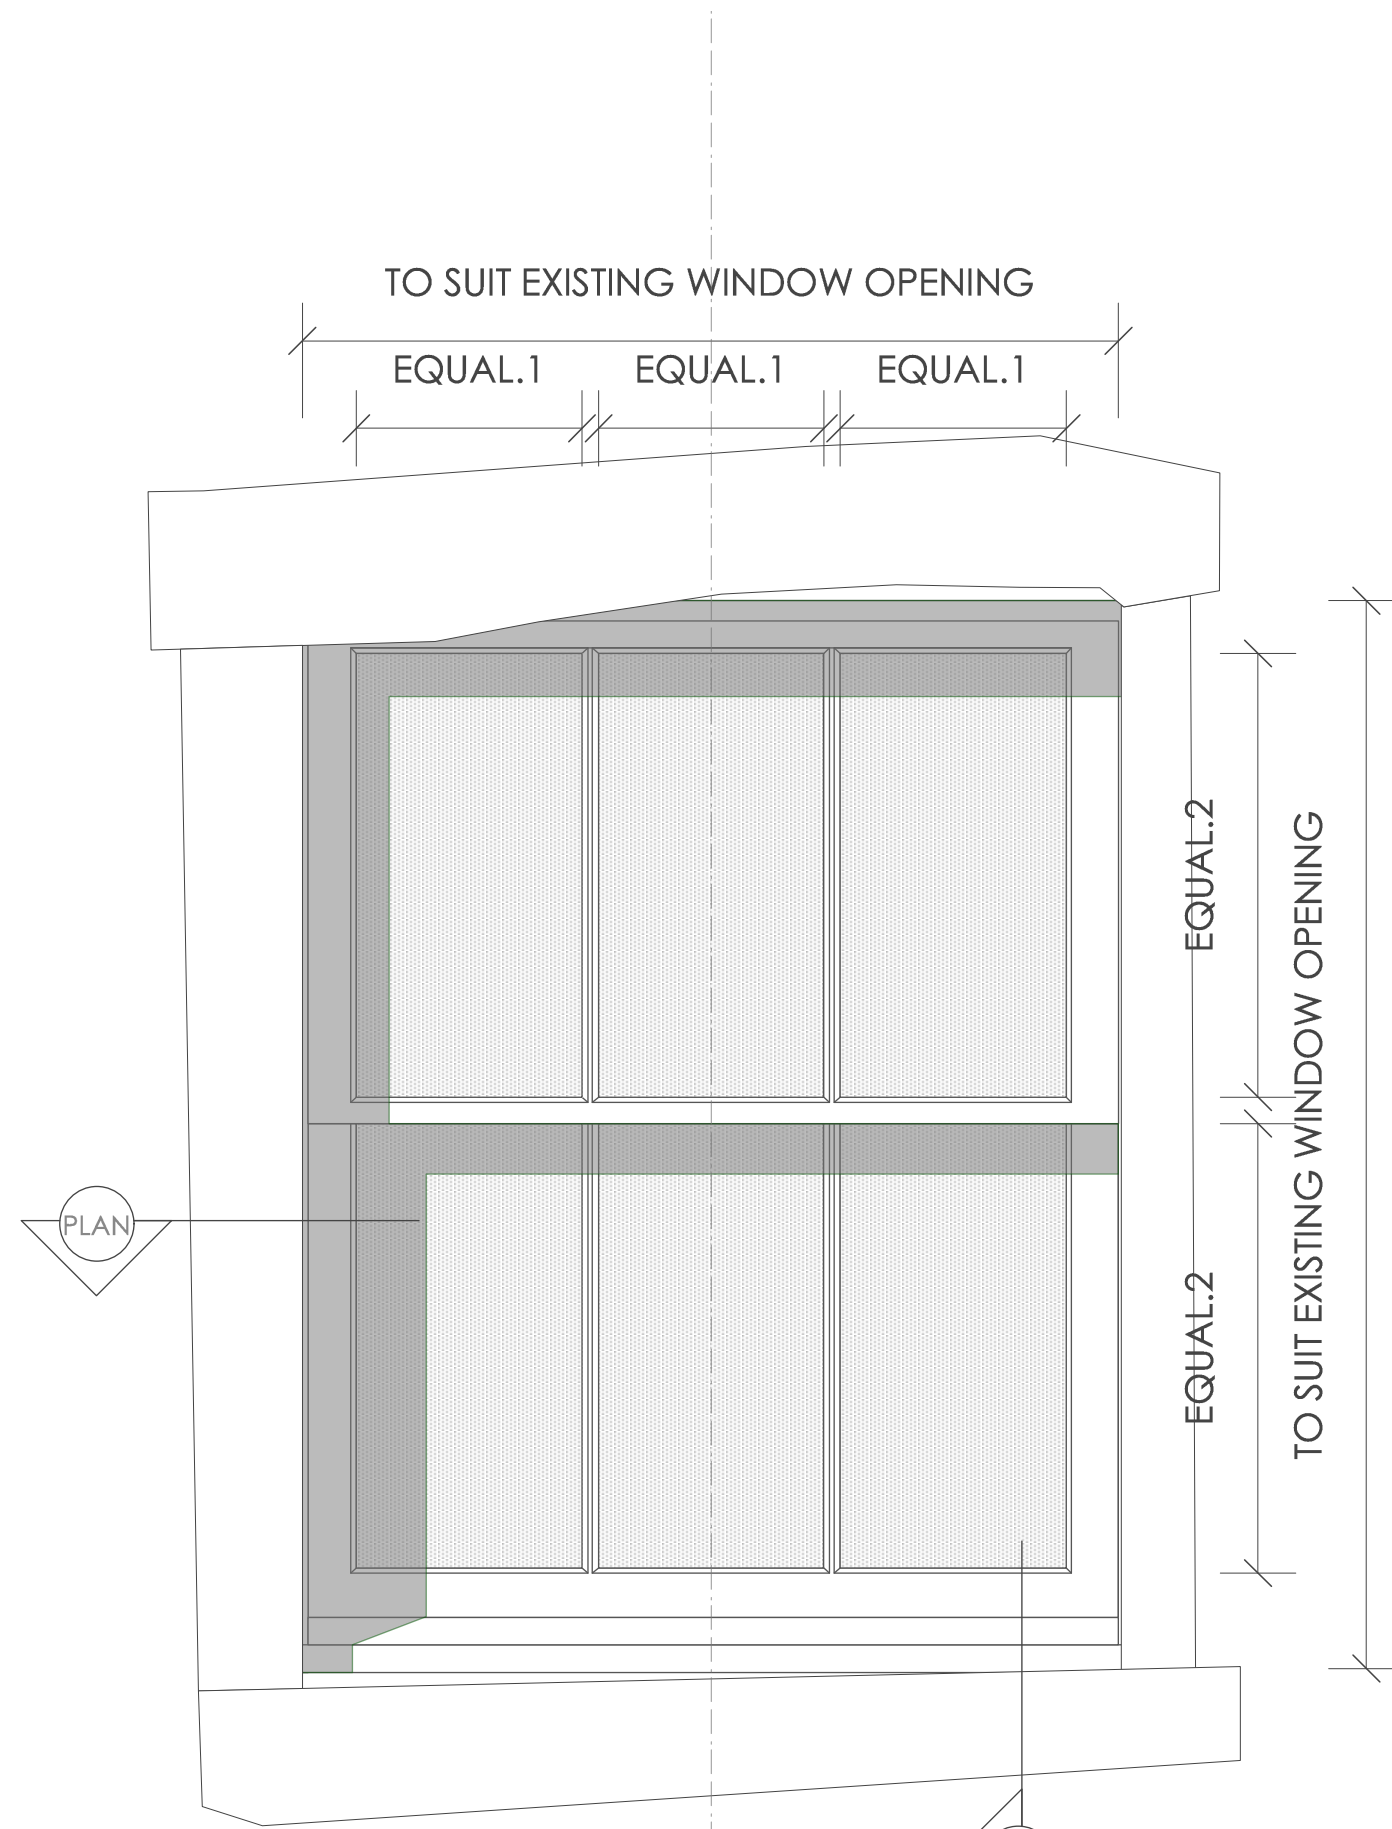 TO SUIT EXISTING WINDOW OPENING
EQUAL.1 EQUAL.1 EQUAL.1
EQUAL.2
TO SUIT EXISTING WINDOW OPENING
PLAN
EQUAL.2